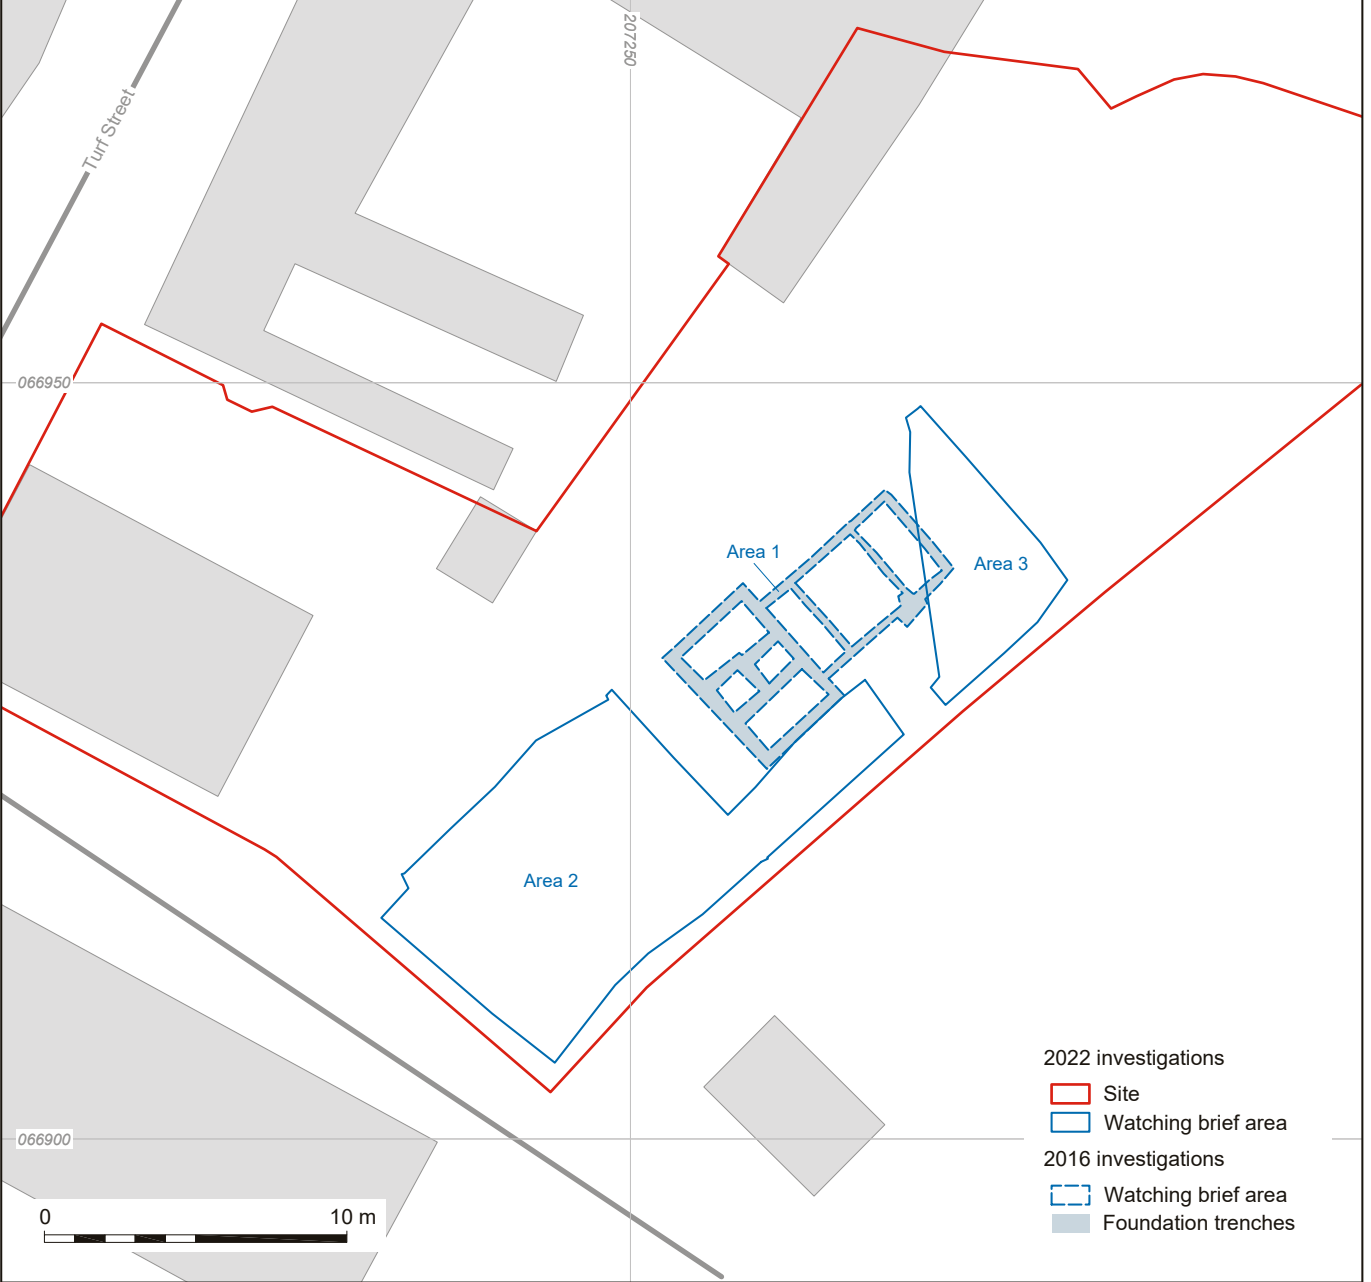 207250
Turf Street
066950
Area 1
Area 3
Area 2
2022 investigations
Site
Watching brief area
066900
2016 investigations
Watching brief area
Foundation trenches
0 10 m